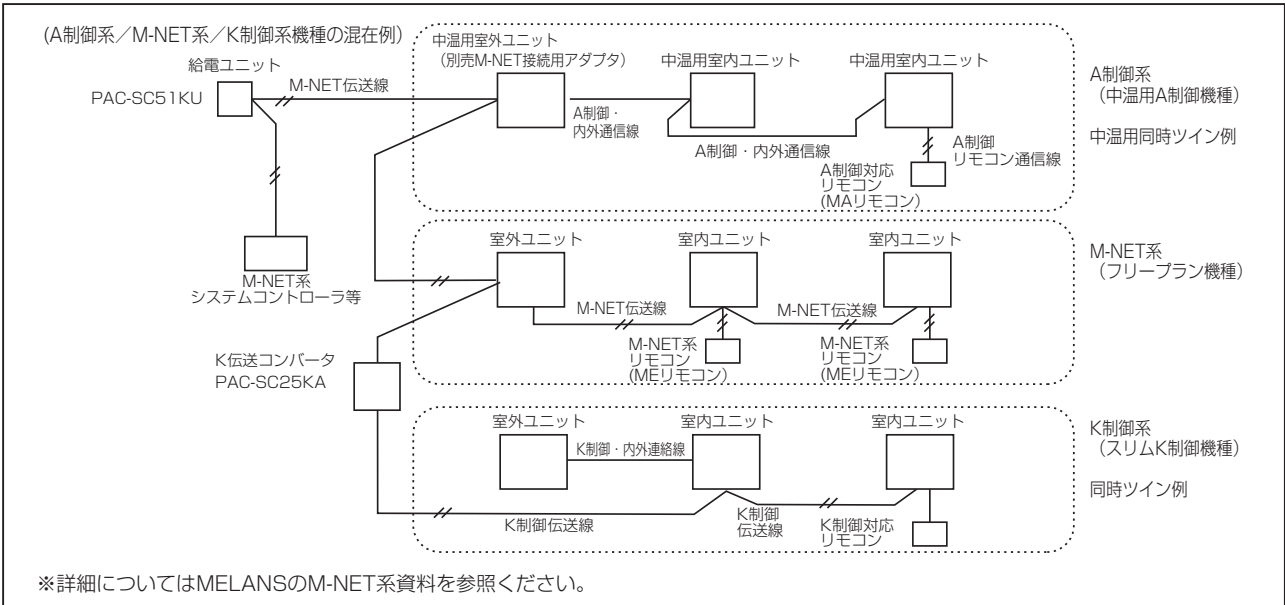 (A制御系／M-NET系／K制御系機種の混在例)
給電ユニット
PAC-SC51KU
M-NET伝送線
中温用室外ユニット
(別売M-NET接続用アダプタ)
中温用室内ユニット
中温用室内ユニット
A制御・
内外通信線
A制御・内外通信線
A制御
リモコン通信線
A制御対応
リモコン
(MAリモコン)
A制御系
(中温用A制御機種)
中温用同時ツイン例
M-NET系
システムコントローラ等
室外ユニット
室内ユニット
室内ユニット
M-NET伝送線
M-NET伝送線
M-NET系
リモコン
(MEリモコン)
M-NET系
リモコン
(MEリモコン)
M-NET系
(フリープラン機種)
K伝送コンバータ
PAC-SC25KA
室外ユニット
室内ユニット
室内ユニット
K制御・内外連絡線
K制御伝送線
K制御
伝送線
K制御対応
リモコン
K制御系
(スリムK制御機種)
同時ツイン例
※詳細についてはMELANSのM-NET系資料を参照ください。